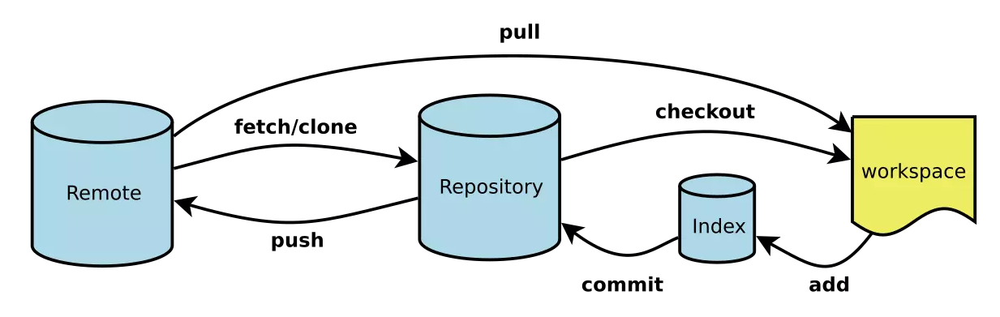 pull
fetch/clone
checkout
Remote
Repository
workspace
Index
push
commit
add